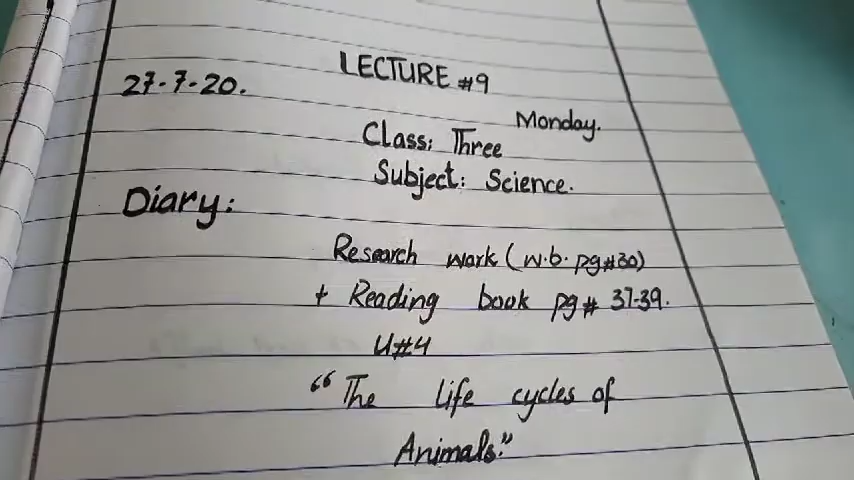 LECTURE #9
27-7-20.
Monday.
Class: Three
Subject: Science.
Diary:
Research work (w.b. pg#30)
+ Reading book pg# 37-39.
U#4
"The life cycles of
Animals."